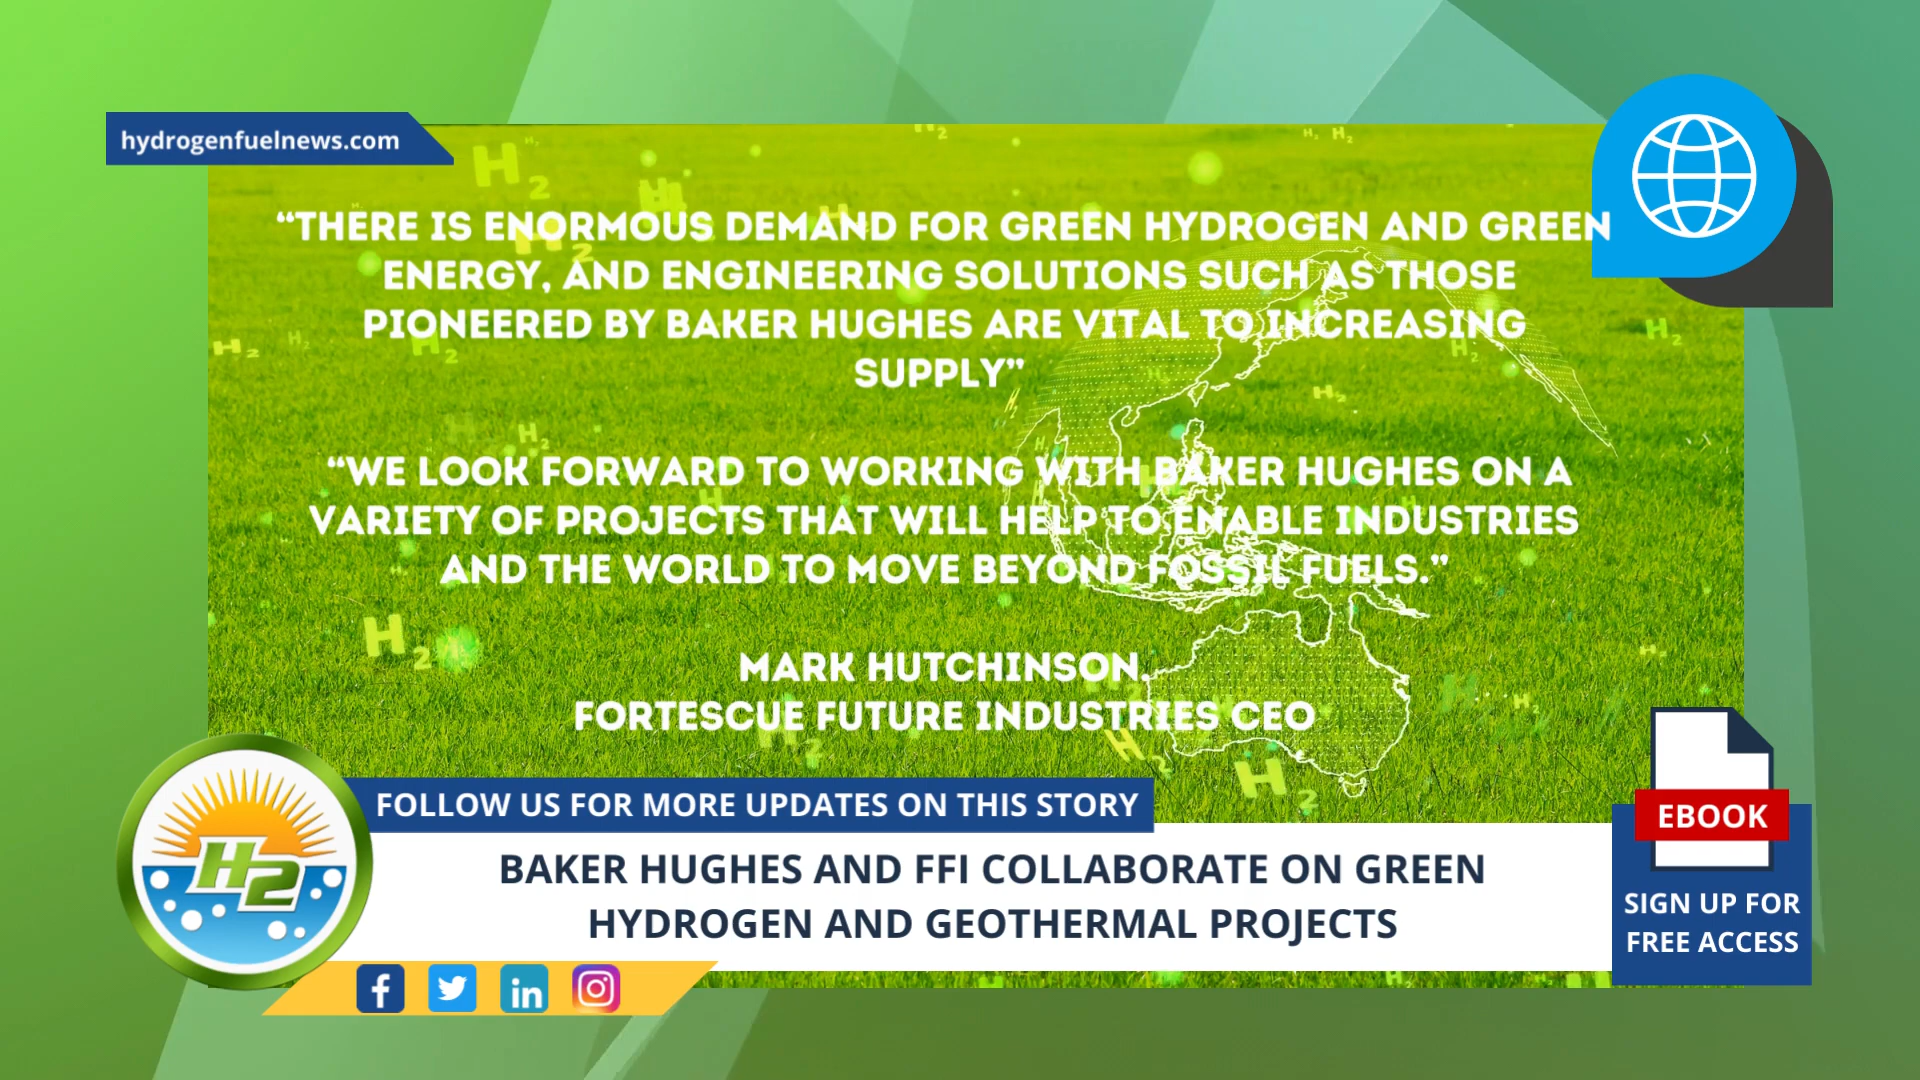 hydrogenfuelnews.com
“THERE IS ENORMOUS DEMAND FOR GREEN HYDROGEN AND GREEN
ENERGY, AND ENGINEERING SOLUTIONS SUCH AS THOSE
PIONEERED BY BAKER HUGHES ARE VITAL TO INCREASING
SUPPLY”
“WE LOOK FORWARD TO WORKING WITH BAKER HUGHES ON A
VARIETY OF PROJECTS THAT WILL HELP TO ENABLE INDUSTRIES
AND THE WORLD TO MOVE BEYOND FOSSIL FUELS.”
MARK HUTCHINSON,
FORTESCUE FUTURE INDUSTRIES CEO
FOLLOW US FOR MORE UPDATES ON THIS STORY
BAKER HUGHES AND FFI COLLABORATE ON GREEN
HYDROGEN AND GEOTHERMAL PROJECTS
H2
EBOOK
SIGN UP FOR
FREE ACCESS